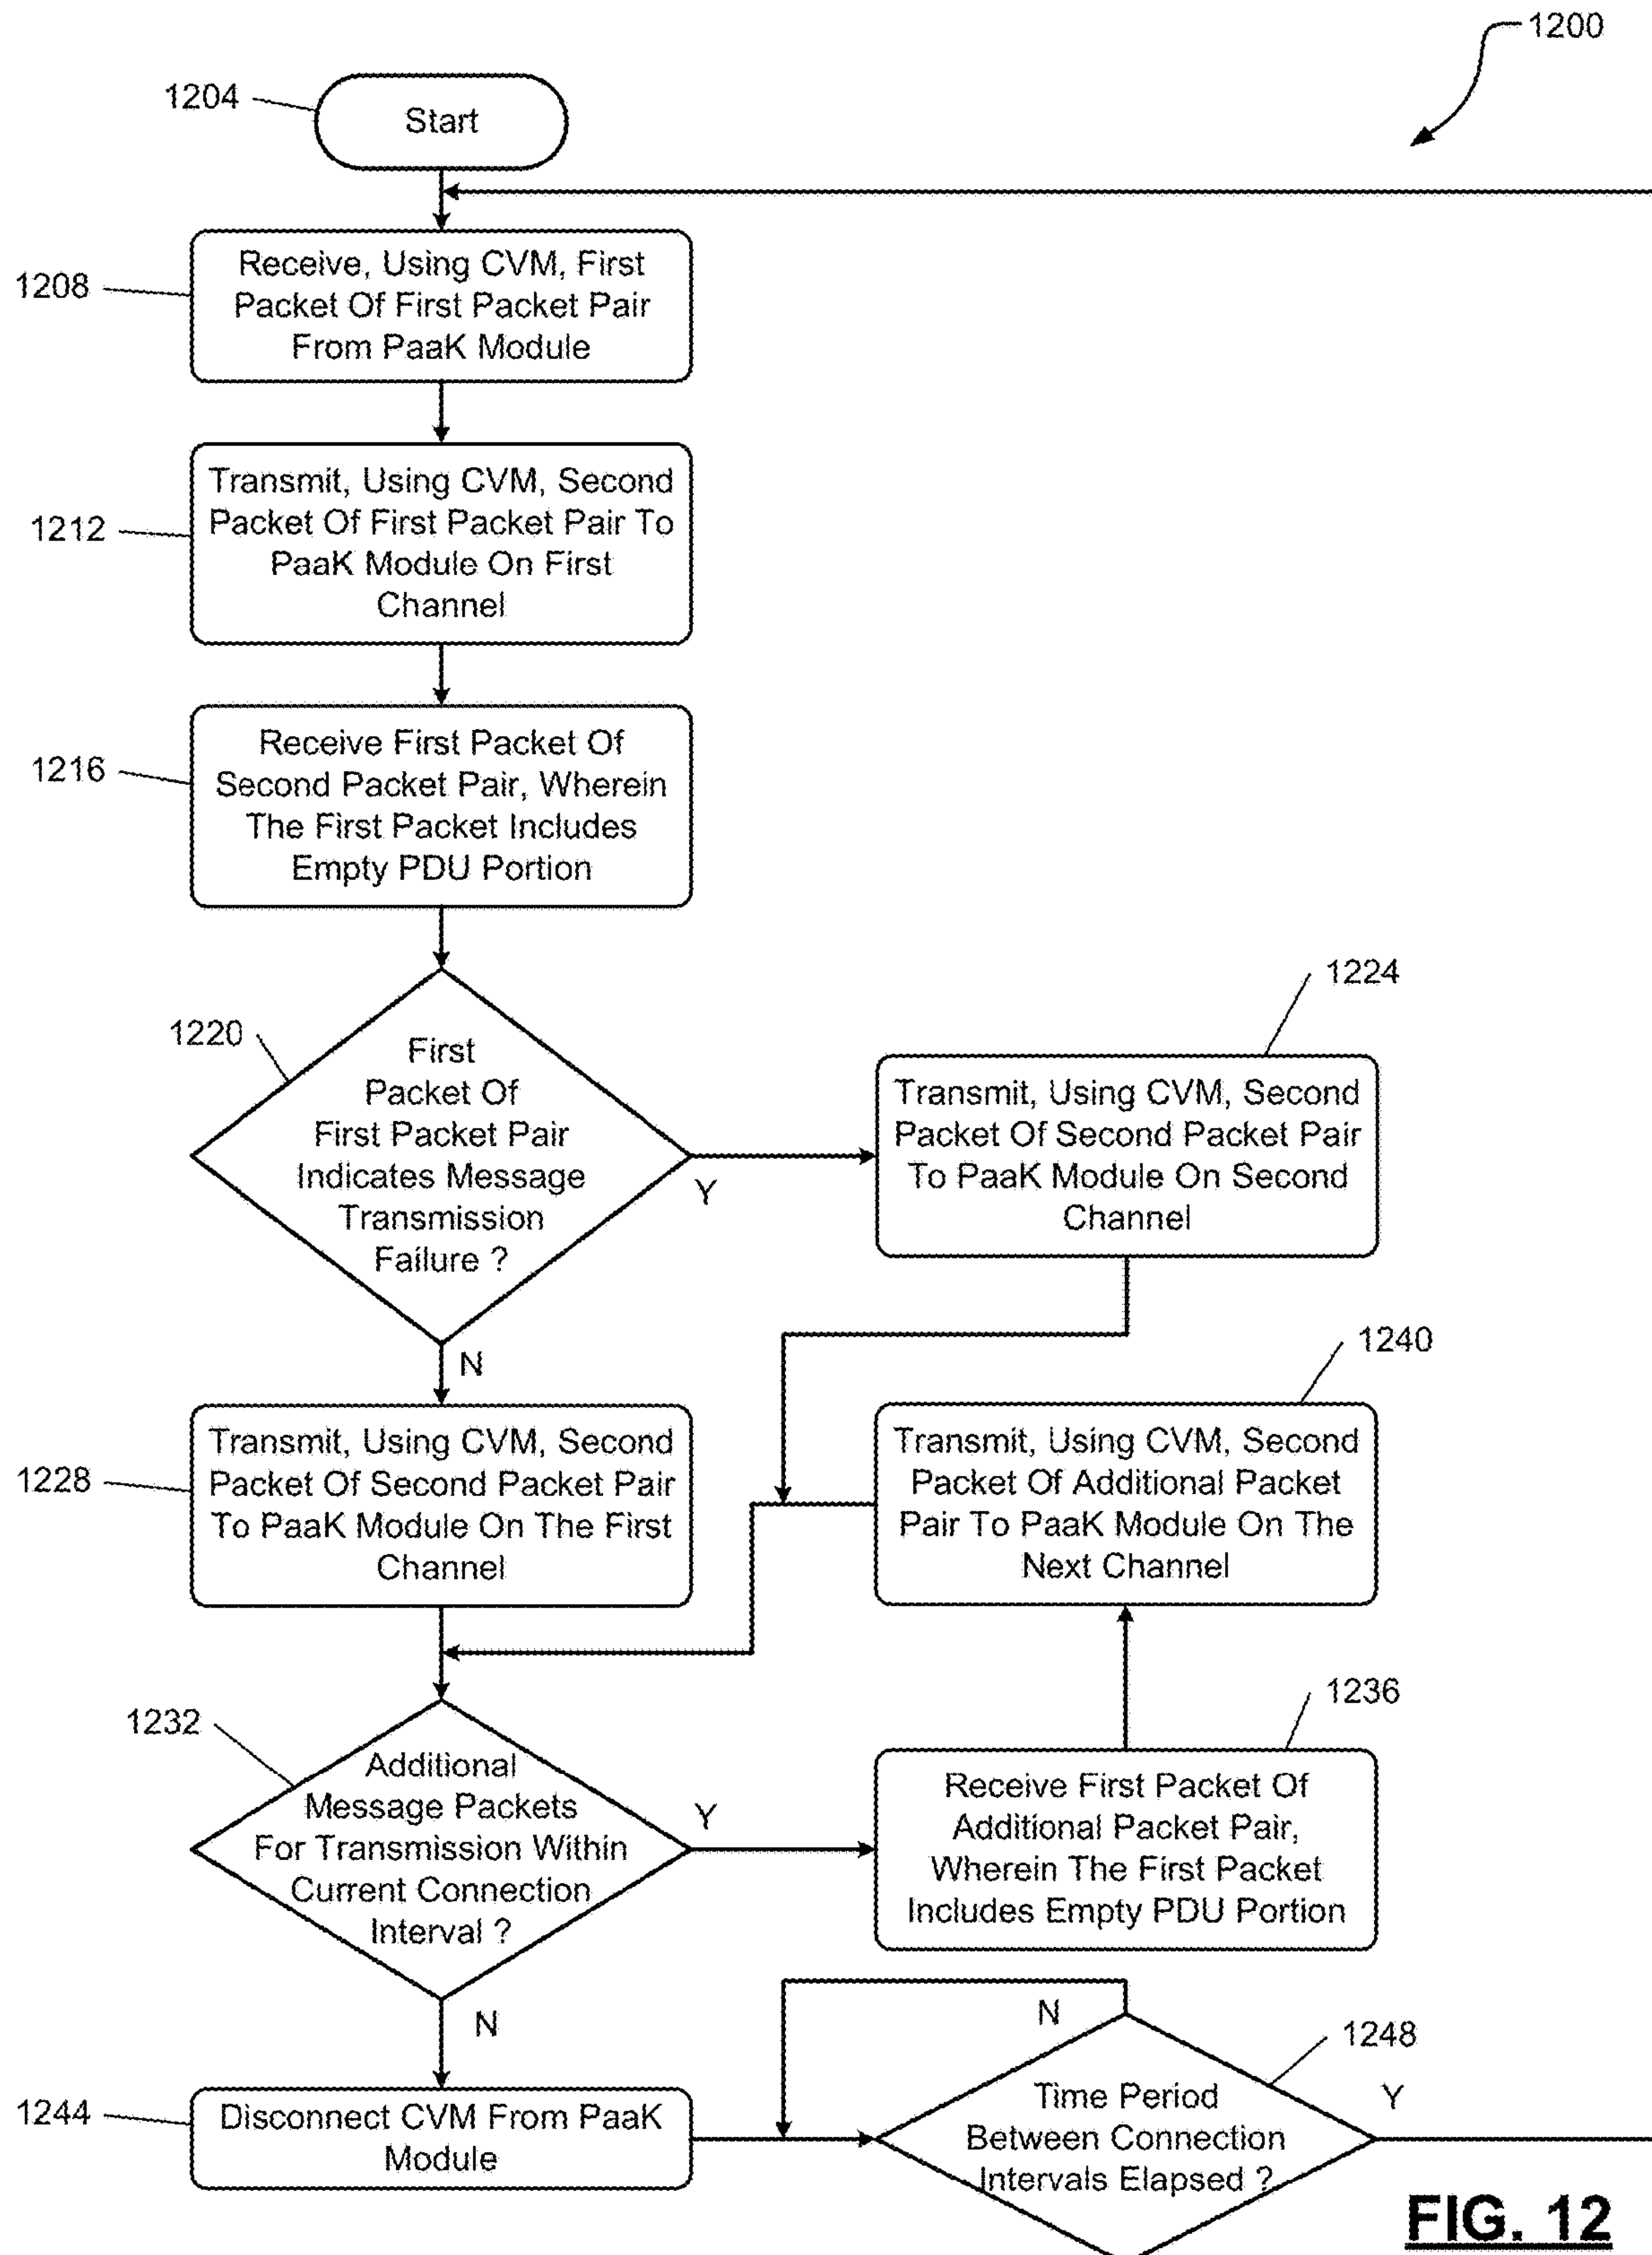 1200
1204
Start
1208
Receive, Using CVM, First
Packet Of First Packet Pair
From PaaK Module
1212
Transmit, Using CVM, Second
Packet Of First Packet Pair To
PaaK Module On First
Channel
1216
Receive First Packet Of
Second Packet Pair, Wherein
The First Packet Includes
Empty PDU Portion
1220
First
Packet Of
First Packet Pair
Indicates Message
Transmission
Failure ?
Y
N
1224
Transmit, Using CVM, Second
Packet Of Second Packet Pair
To PaaK Module On Second
Channel
1228
Transmit, Using CVM, Second
Packet Of Second Packet Pair
To PaaK Module On The First
Channel
1240
Transmit, Using CVM, Second
Packet Of Additional Packet
Pair To PaaK Module On The
Next Channel
1232
Additional
Message Packets
For Transmission Within
Current Connection
Interval ?
Y
N
1236
Receive First Packet Of
Additional Packet Pair,
Wherein The First Packet
Includes Empty PDU Portion
1244
Disconnect CVM From PaaK
Module
1248
Time Period
Between Connection
Intervals Elapsed ?
N
Y
FIG. 12